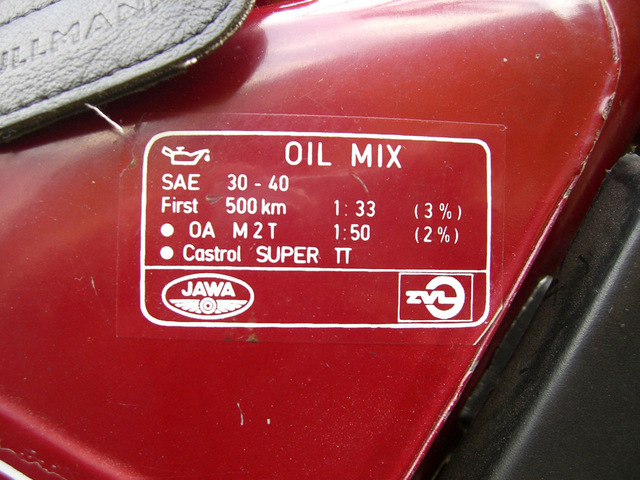 ULLMANN
OIL MIX
SAE 30 - 40
First 500 km 1 : 33 (3%)
OA M2T 1:50 (2%)
Castrol SUPER TT
JAWA
ZVL